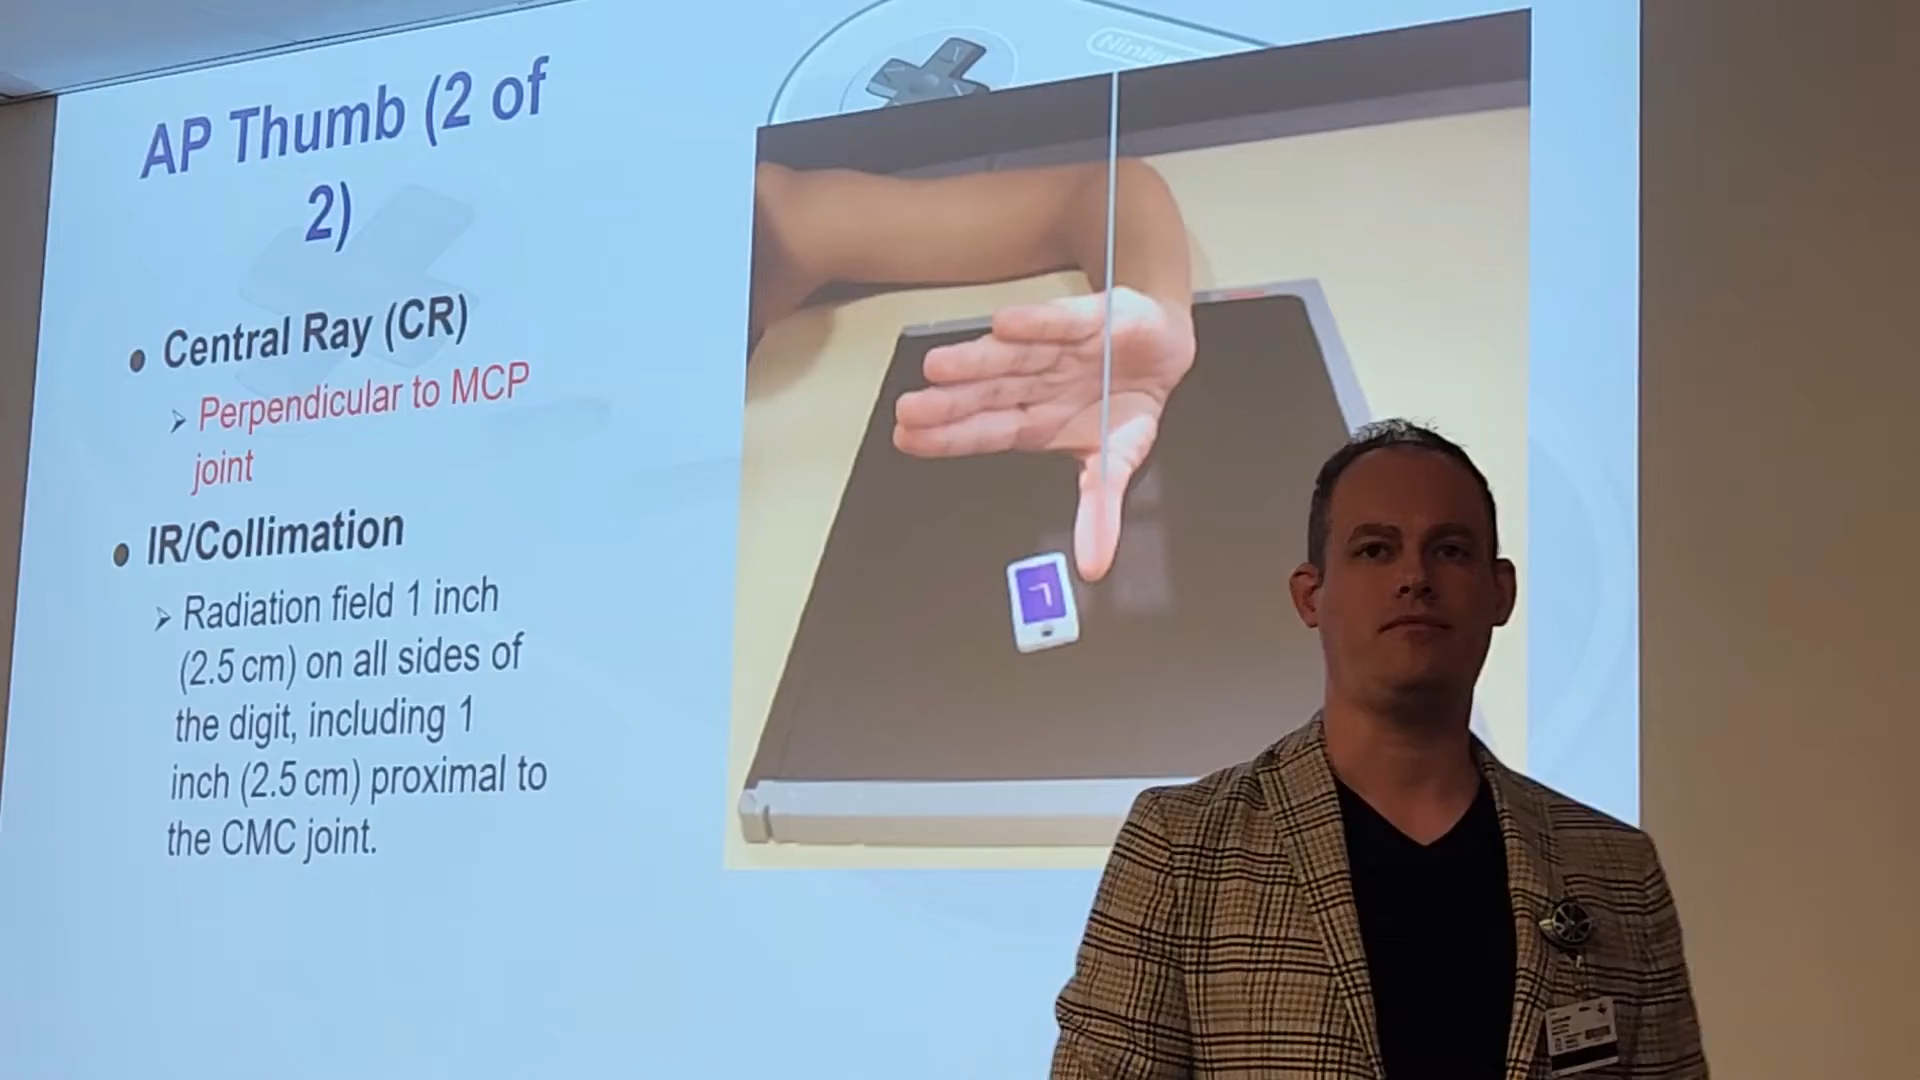 AP Thumb (2 of
2)
Nintendo
• Central Ray (CR)
➢ Perpendicular to MCP
joint
• IR/Collimation
➢ Radiation field 1 inch
(2.5 cm) on all sides of
the digit, including 1
inch (2.5 cm) proximal to
the CMC joint.
L